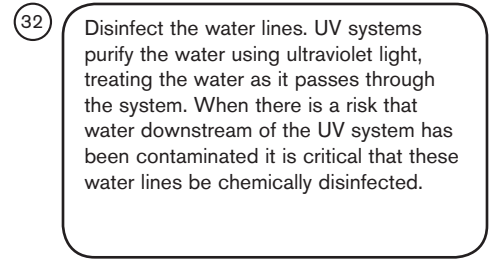 32
Disinfect the water lines. UV systems
purify the water using ultraviolet light,
treating the water as it passes through
the system. When there is a risk that
water downstream of the UV system has
been contaminated it is critical that these
water lines be chemically disinfected.